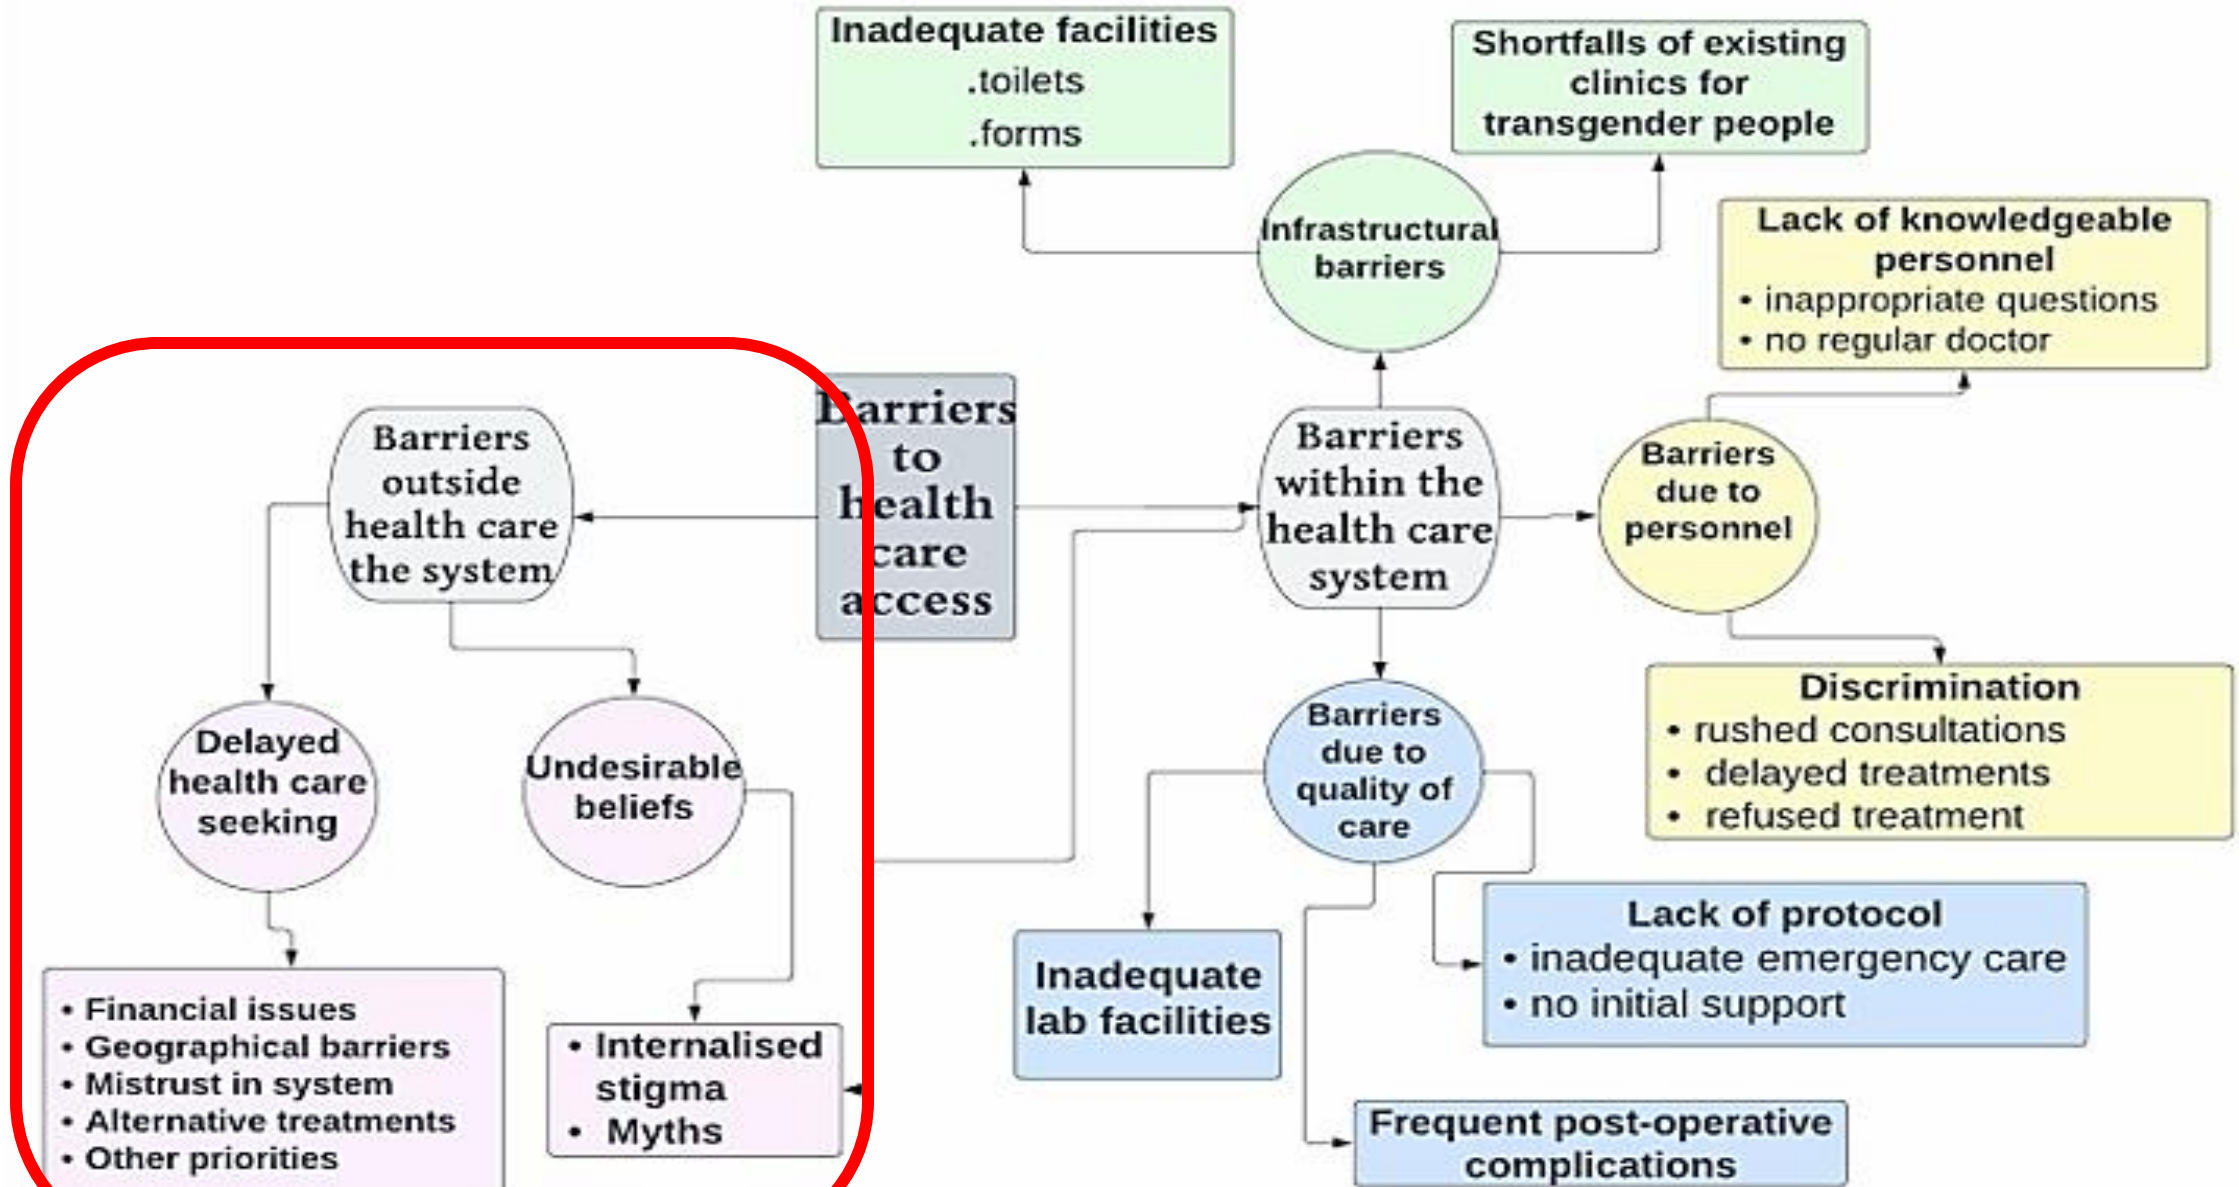 Inadequate facilities
.toilets
.forms
Shortfalls of existing
clinics for
transgender people
Infrastructural
barriers
Lack of knowledgeable
personnel
• inappropriate questions
• no regular doctor
Barriers
outside
health care
the system
Barriers
to
health
care
access
Barriers
within the
health care
system
Barriers
due to
personnel
Discrimination
• rushed consultations
• delayed treatments
• refused treatment
Delayed
health care
seeking
Undesirable
beliefs
Barriers
due to
quality of
care
Inadequate
lab facilities
Lack of protocol
• inadequate emergency care
• no initial support
• Financial issues
• Geographical barriers
• Mistrust in system
• Alternative treatments
• Other priorities
• Internalised
stigma
• Myths
Frequent post-operative
complications